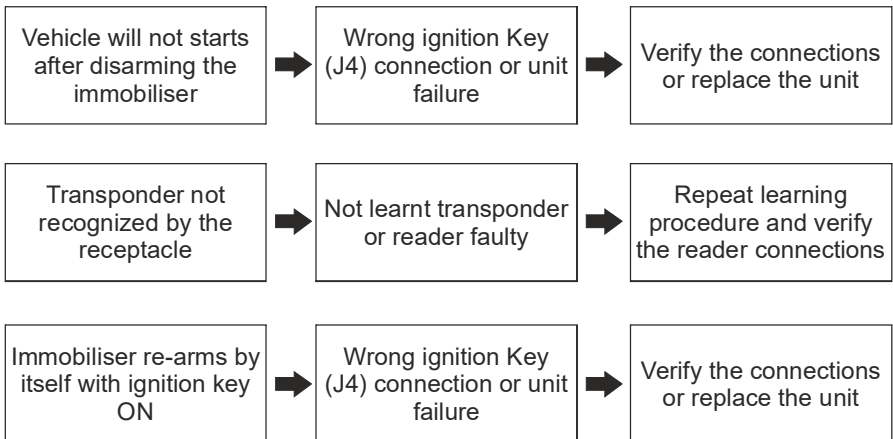 Vehicle will not starts
after disarming the
immobiliser
Wrong ignition Key
(J4) connection or unit
failure
Verify the connections
or replace the unit
Transponder not
recognized by the
receptacle
Not learnt transponder
or reader faulty
Repeat learning
procedure and verify
the reader connections
Immobiliser re-arms by
itself with ignition key
ON
Wrong ignition Key
(J4) connection or unit
failure
Verify the connections
or replace the unit